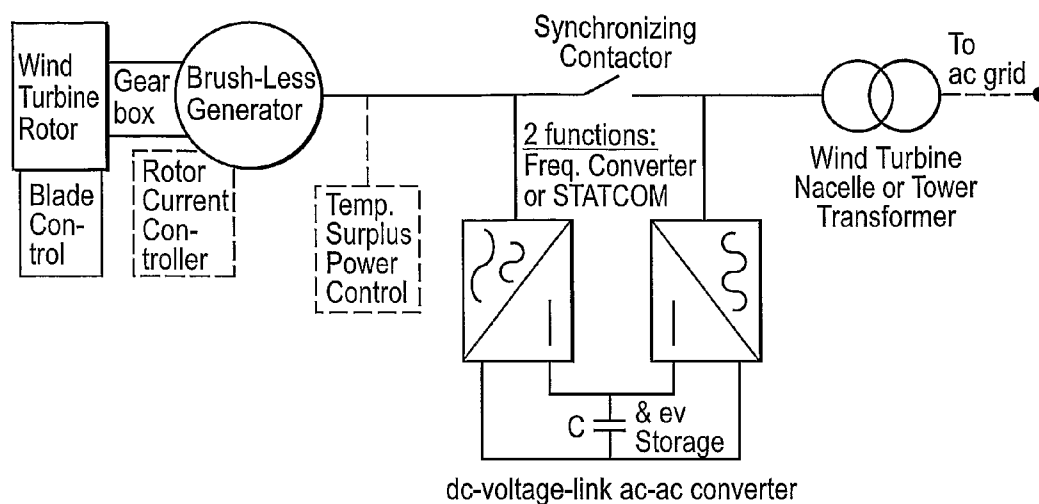 Wind
Turbine
Rotor
Gear
box
Brush-Less
Generator
Blade
Con-
trol
Rotor
Current
Con-
troller
Temp.
Surplus
Power
Control
Synchronizing
Contactor
2 functions:
Freq. Converter
or STATCOM
To
ac grid
Wind Turbine
Nacelle or Tower
Transformer
C
& ev
Storage
dc-voltage-link ac-ac converter